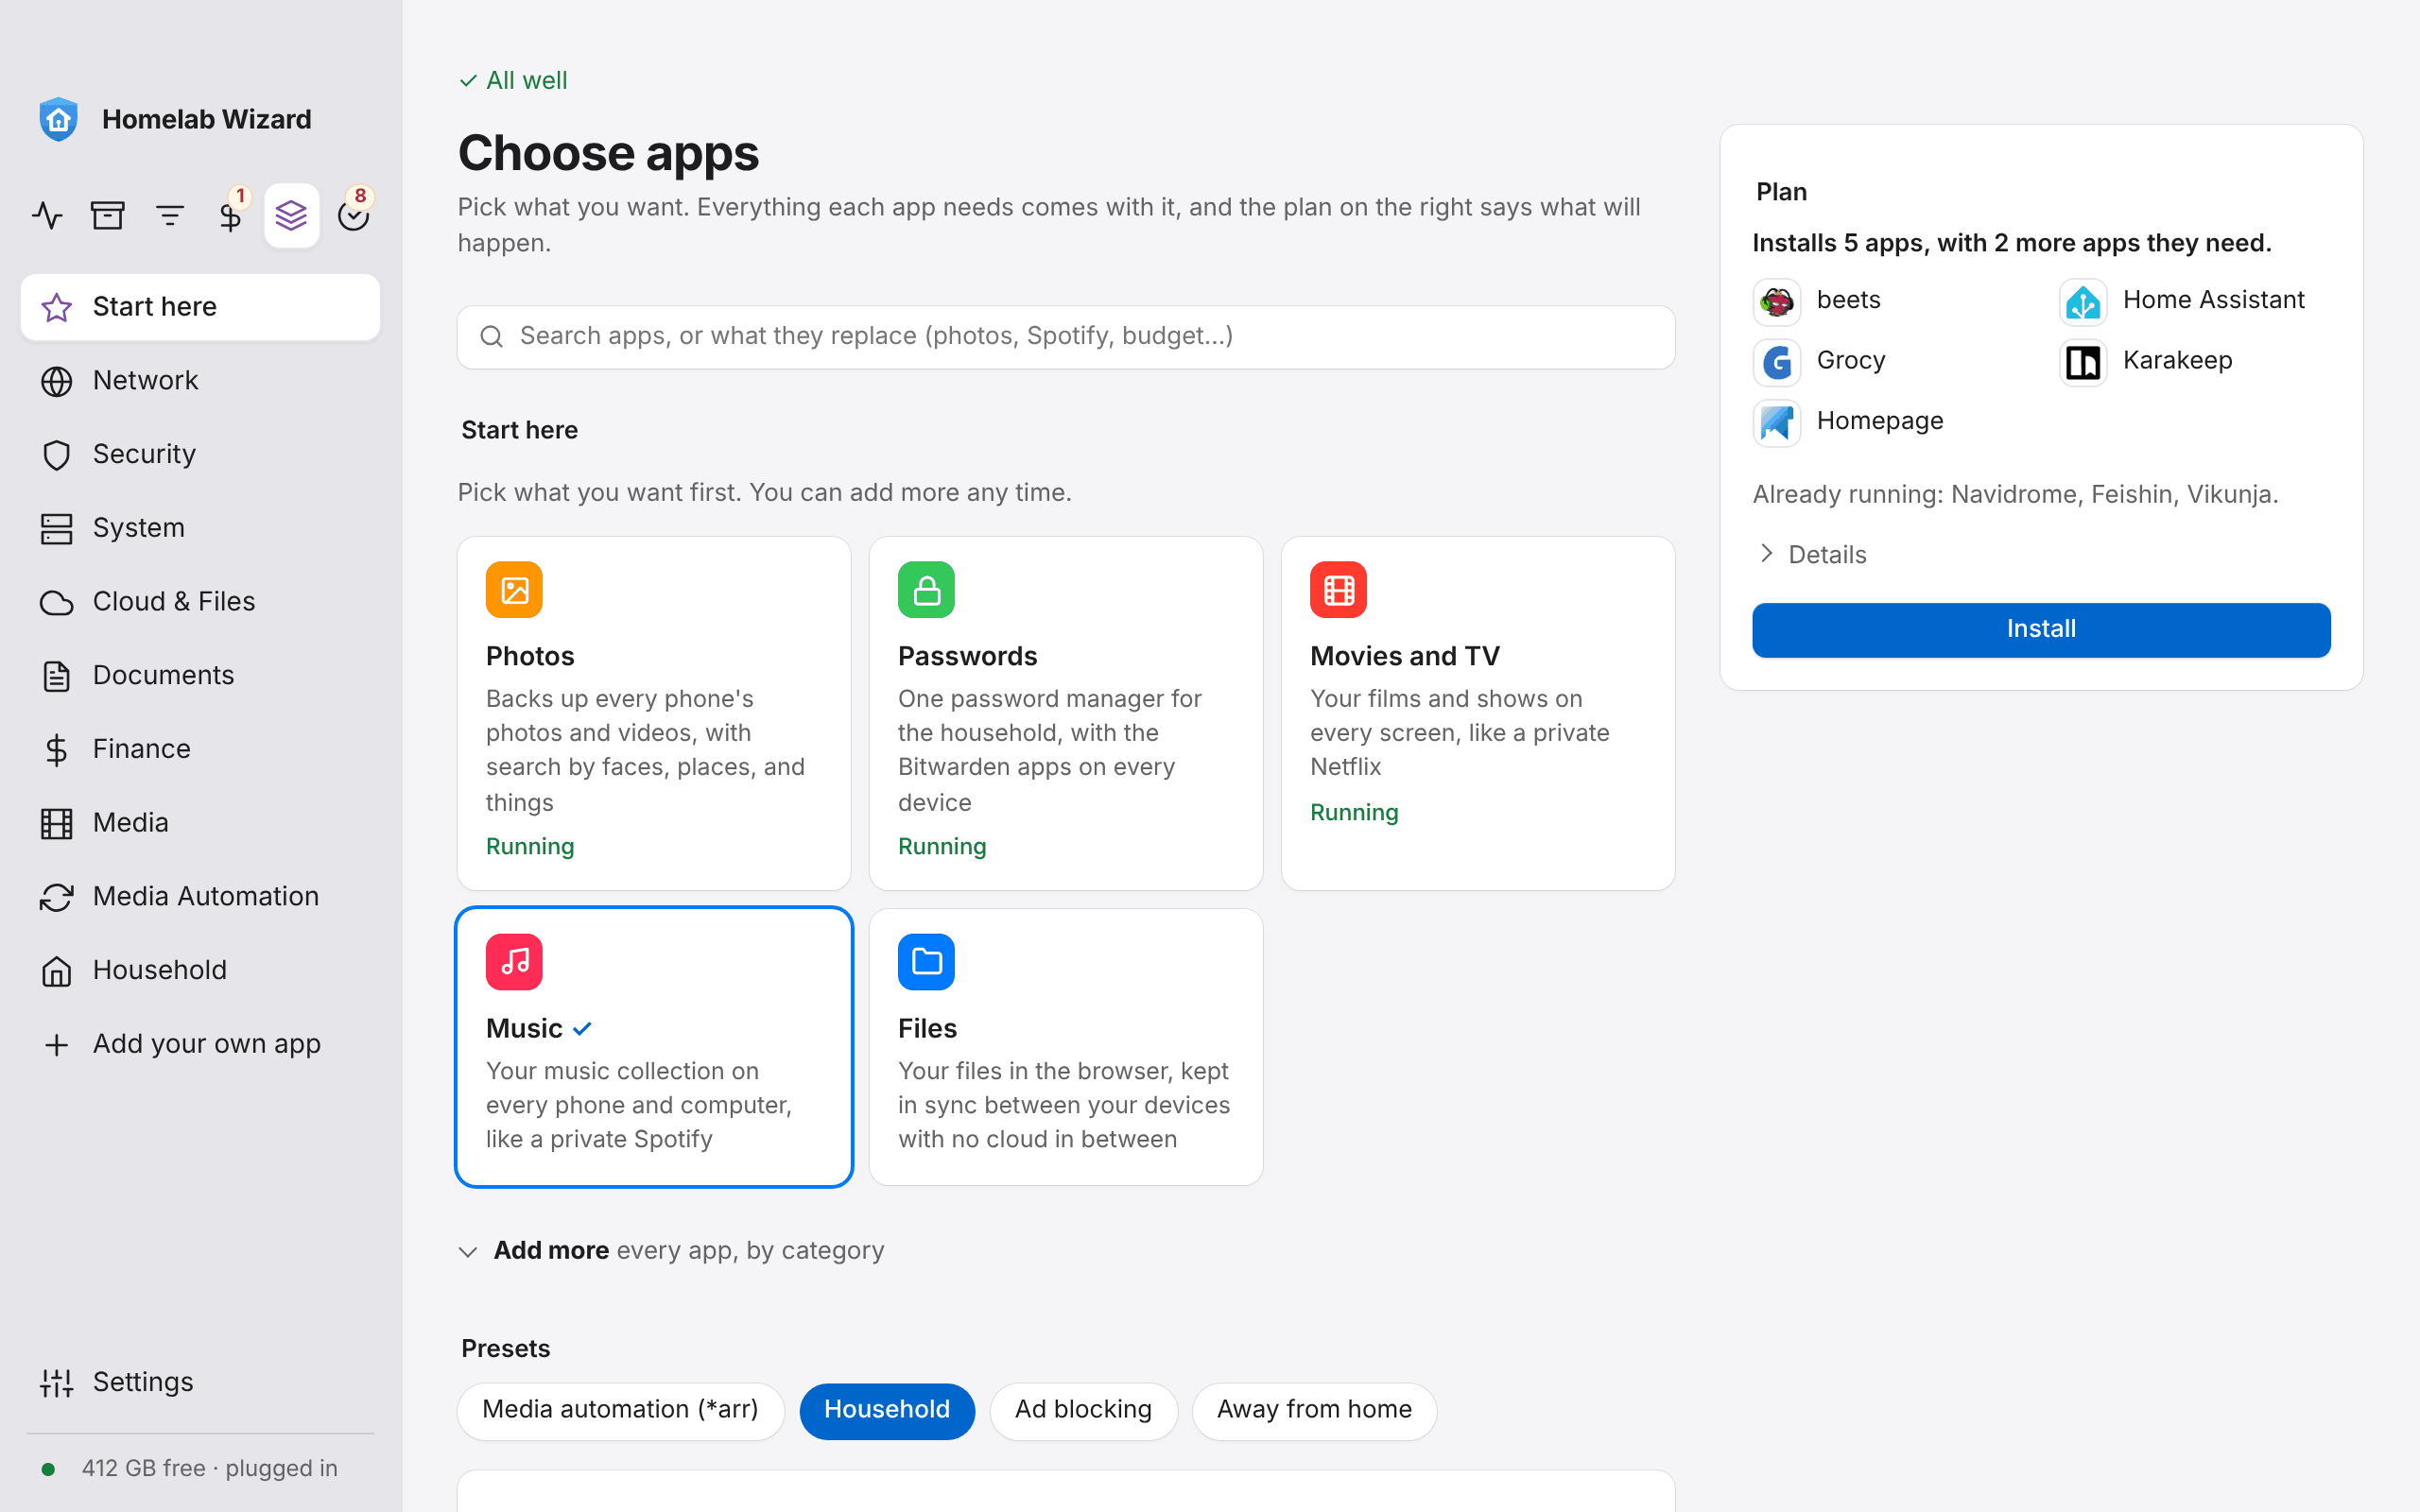 Homelab Wizard
1
8
Start here
Network
Security
System
Cloud & Files
Documents
Finance
Media
Media Automation
Household
Add your own app
Settings
412 GB free · plugged in
All well
Choose apps
Pick what you want. Everything each app needs comes with it, and the plan on the right says what will
happen.
Search apps, or what they replace (photos, Spotify, budget...)
Start here
Pick what you want first. You can add more any time.
Photos
Backs up every phone's
photos and videos, with
search by faces, places, and
things
Running
Passwords
One password manager for
the household, with the
Bitwarden apps on every
device
Running
Movies and TV
Your films and shows on
every screen, like a private
Netflix
Running
Music
Your music collection on
every phone and computer,
like a private Spotify
Files
Your files in the browser, kept
in sync between your devices
with no cloud in between
Add more every app, by category
Presets
Media automation (*arr)
Household
Ad blocking
Away from home
Plan
Installs 5 apps, with 2 more apps they need.
beets
Home Assistant
Grocy
Karakeep
Homepage
Already running: Navidrome, Feishin, Vikunja.
Details
Install